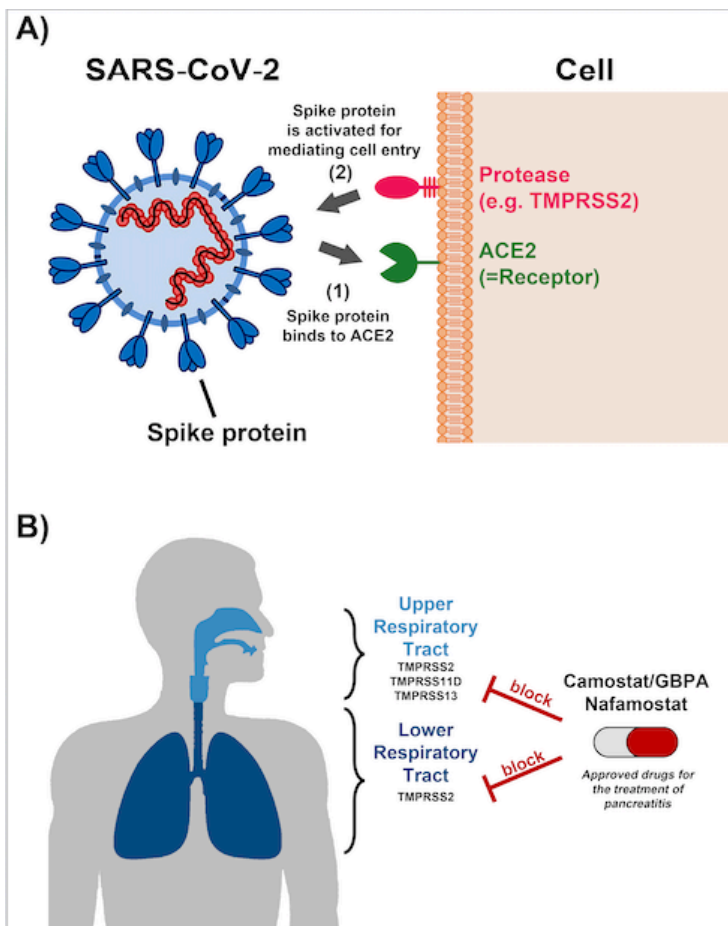 A)
SARS-CoV-2
Cell
Spike protein
is activated for
mediating cell entry
(2)
Protease
(e.g. TMPRSS2)
ACE2
(=Receptor)
(1)
Spike protein
binds to ACE2
Spike protein
B)
Upper
Respiratory
Tract
TMPRSS2
TMPRSS11D
TMPRSS13
Lower
Respiratory
Tract
TMPRSS2
block
block
Camostat/GBPA
Nafamostat
Approved drugs for
the treatment of
pancreatitis